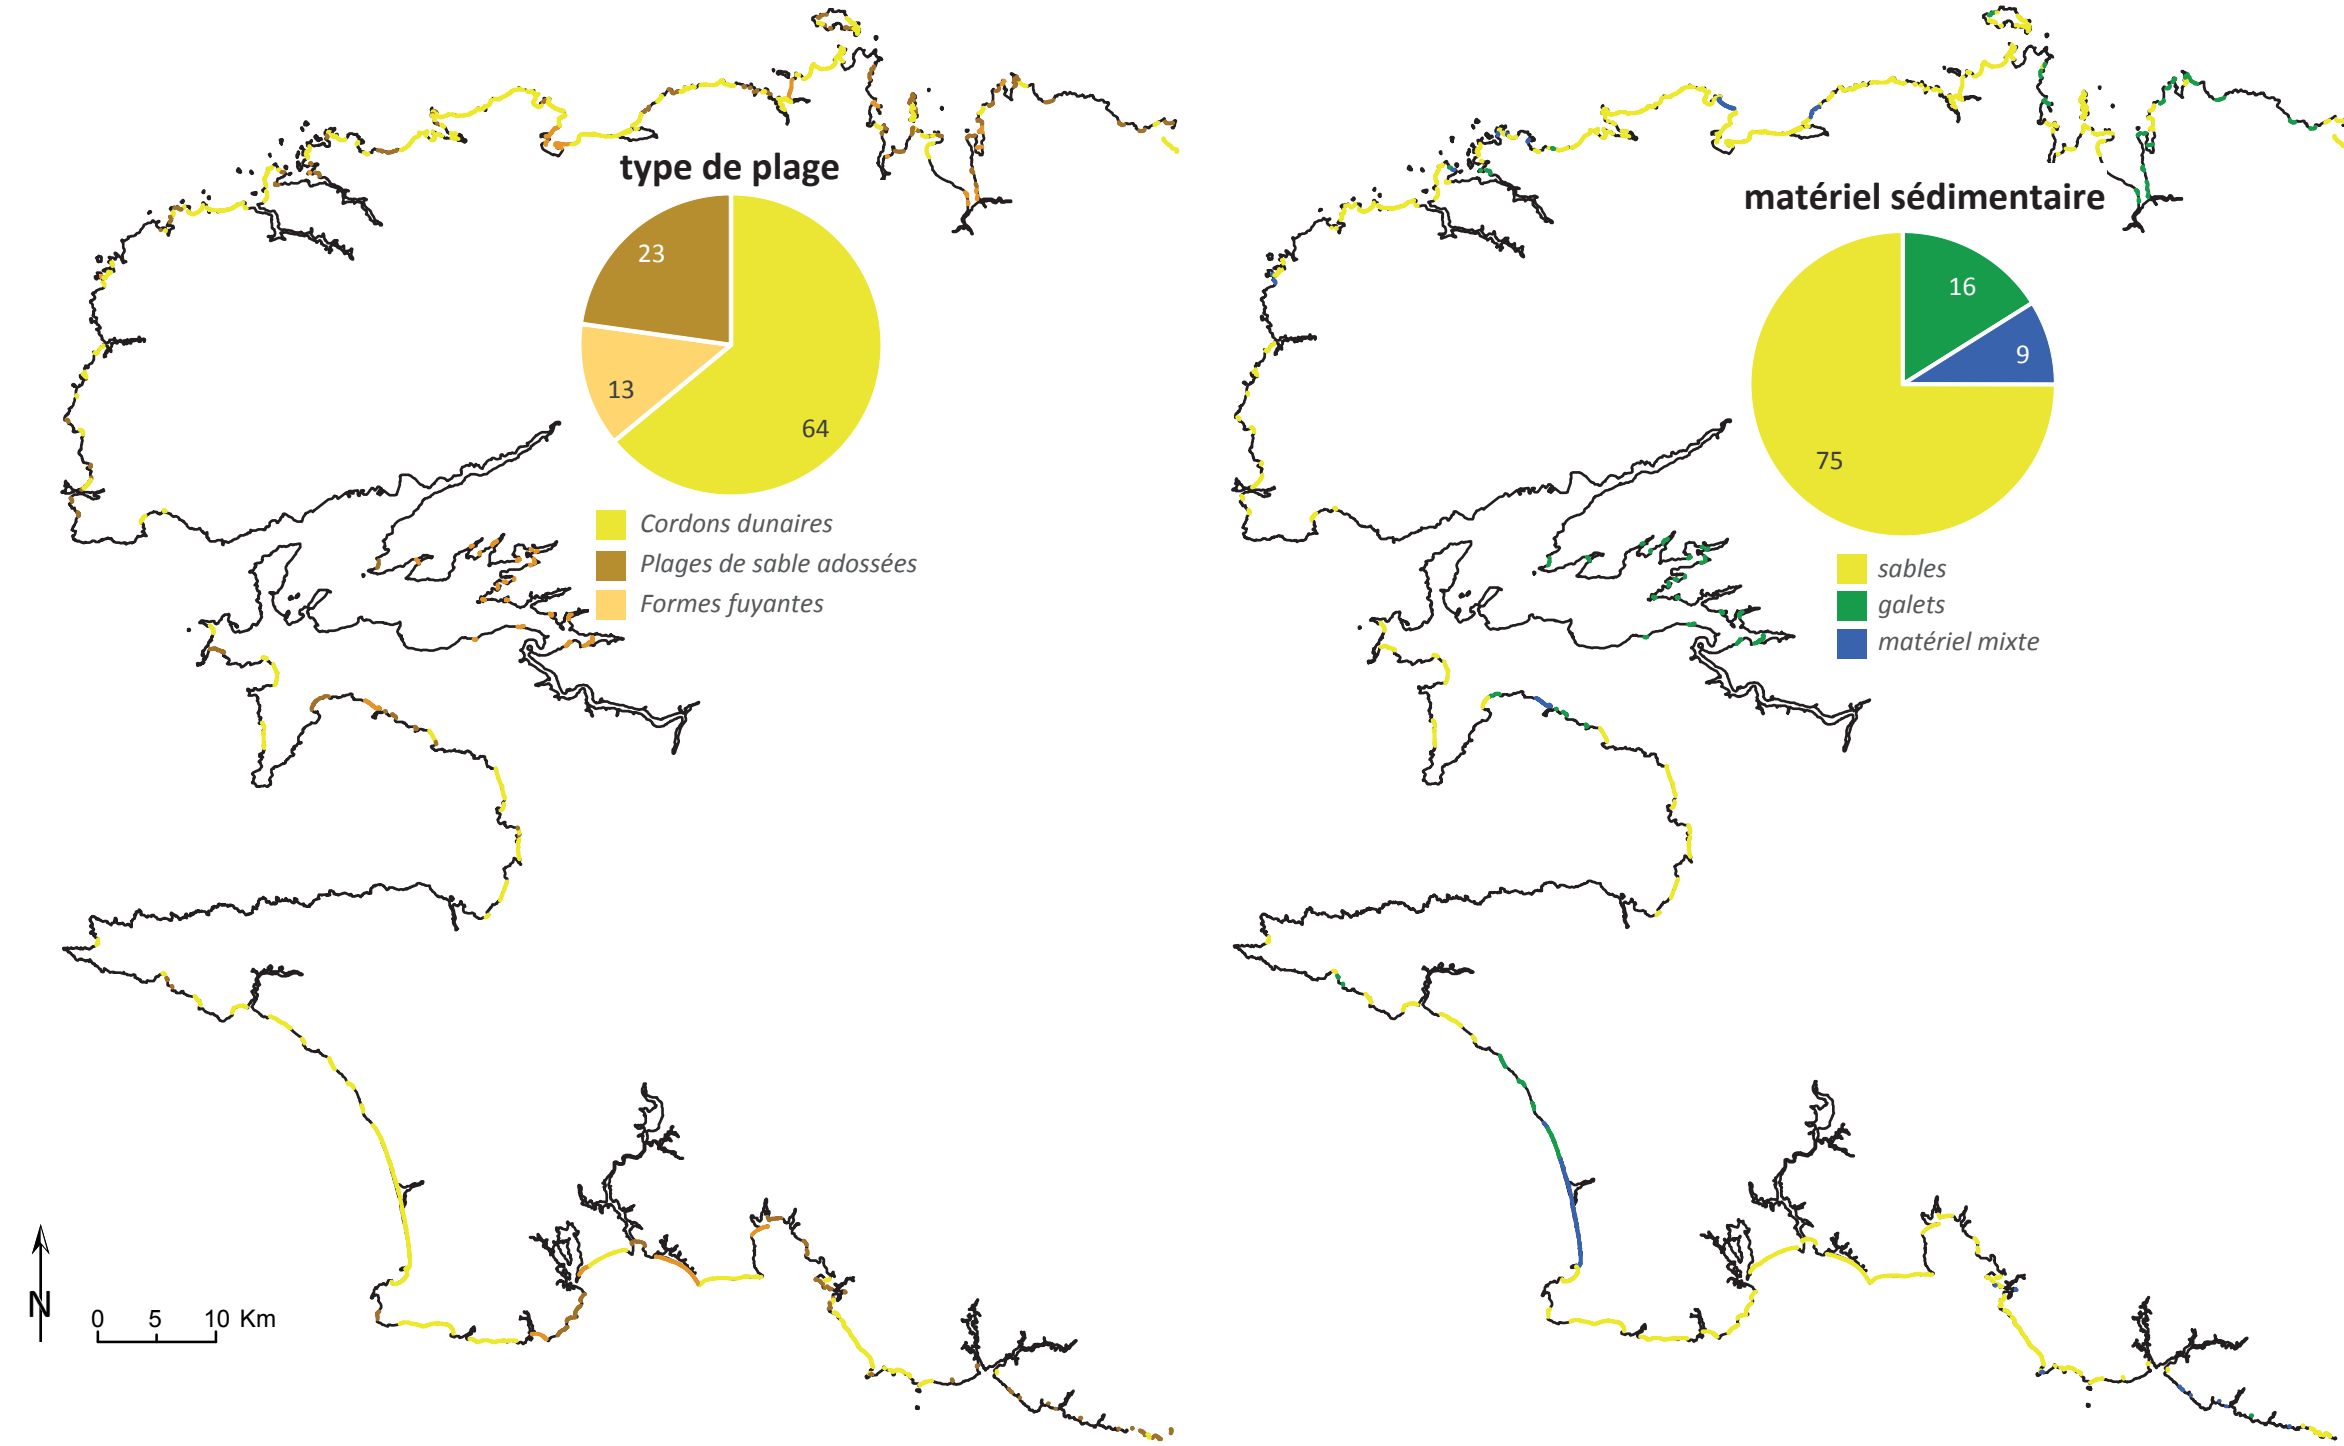 type de plage
23
13
64
Cordons dunaires
Plages de sable adossées
Formes fuyantes
matériel sédimentaire
16
9
75
sables
galets
matériel mixte
N
0 5 10 Km